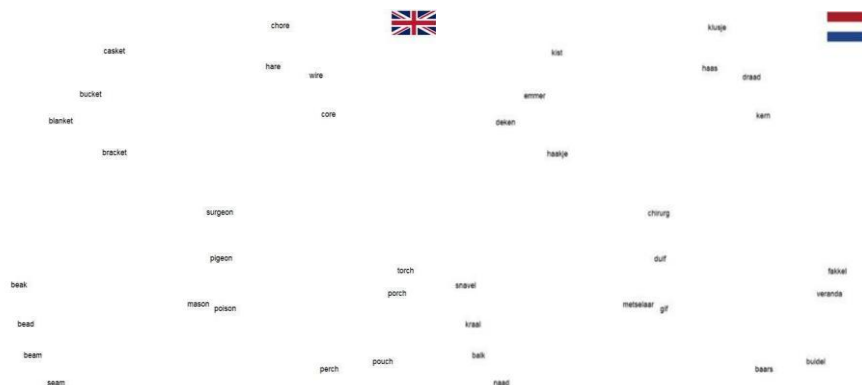 chore
klusje
casket
kist
hare
haas
wire
draad
bucket
emmer
core
kern
blanket
deken
bracket
haakje
surgeon
chirurg
pigeon
duif
torch
fakkel
beak
snavel
porch
veranda
mason
poison
metselaar
gif
bead
kraal
beam
balk
pouch
buidel
perch
baars
seam
naad